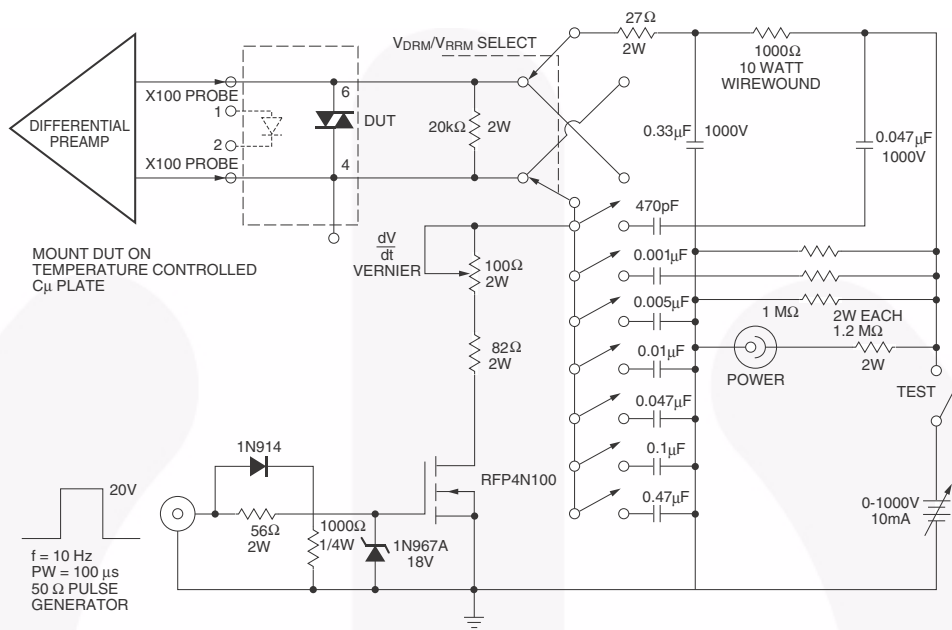 27Ω
2W
VDRM/VRRM SELECT
1000Ω
10 WATT
WIREWOUND
X100 PROBE
6
1
DIFFERENTIAL
PREAMP
DUT
20kΩ
2W
0.33μF
1000V
0.047μF
1000V
2
X100 PROBE
4
470pF
MOUNT DUT ON
TEMPERATURE CONTROLLED
Cμ PLATE
dV
dt
VERNIER
100Ω
2W
0.001μF
0.005μF
1 MΩ
2W EACH
1.2 MΩ
82Ω
2W
0.01μF
POWER
2W
TEST
0.047μF
1N914
RFP4N100
0.1μF
20V
0.47μF
0-1000V
10mA
56Ω
2W
1000Ω
1/4W
1N967A
18V
f = 10 Hz
PW = 100 μs
50 Ω PULSE
GENERATOR